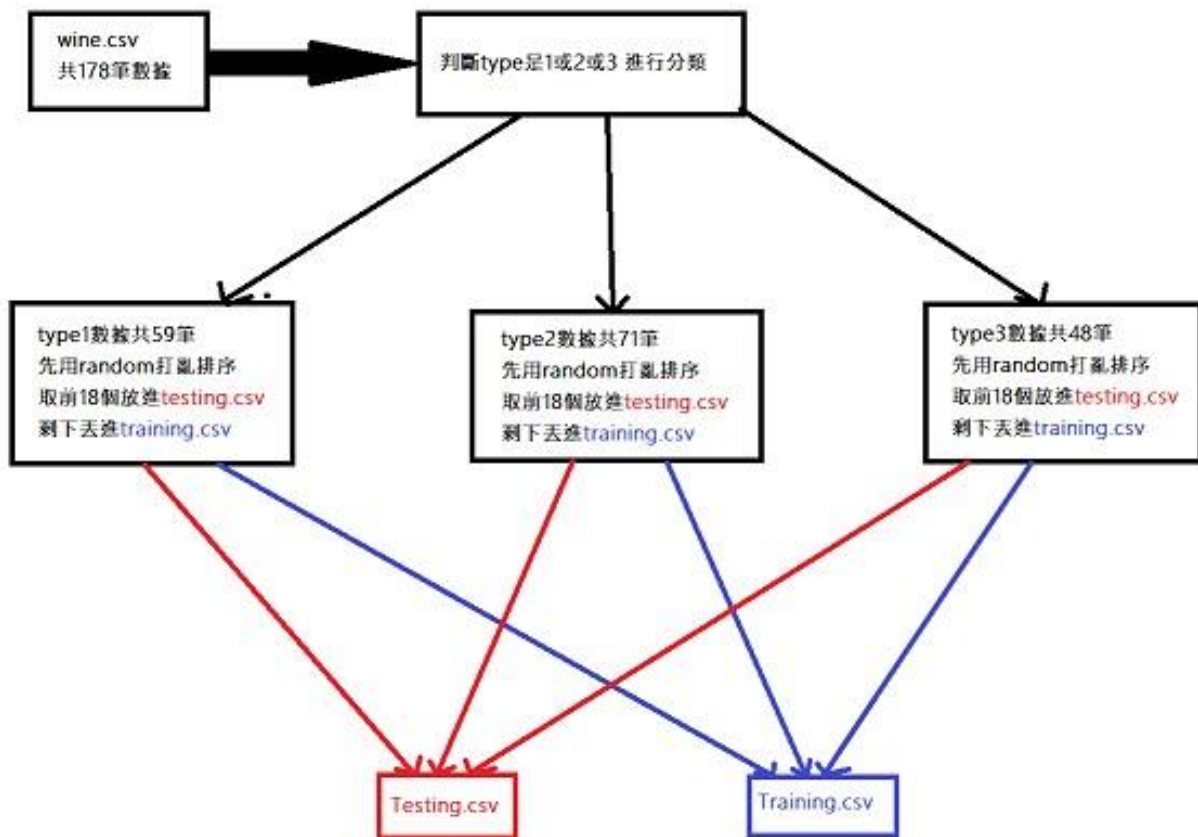 wine.csv
共178筆數據
判斷type是1或2或3 進行分類
type1數據共59筆
先用random打亂排序
取前18個放進testing.csv
剩下丟進training.csv
type2數據共71筆
先用random打亂排序
取前18個放進testing.csv
剩下丟進training.csv
type3數據共48筆
先用random打亂排序
取前18個放進testing.csv
剩下丟進training.csv
Testing.csv
Training.csv